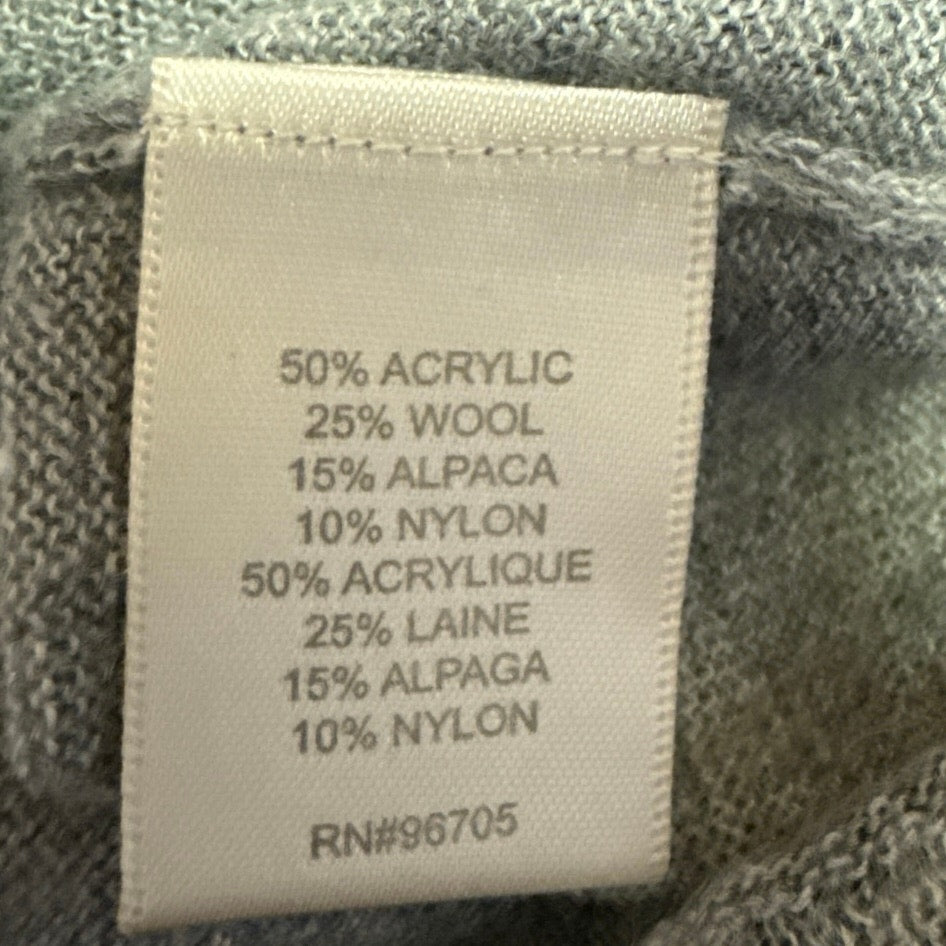 50% ACRYLIC
25% WOOL
15% ALPACA
10% NYLON
50% ACRYLIQUE
25% LAINE
15% ALPAGA
10% NYLON
RN#96705